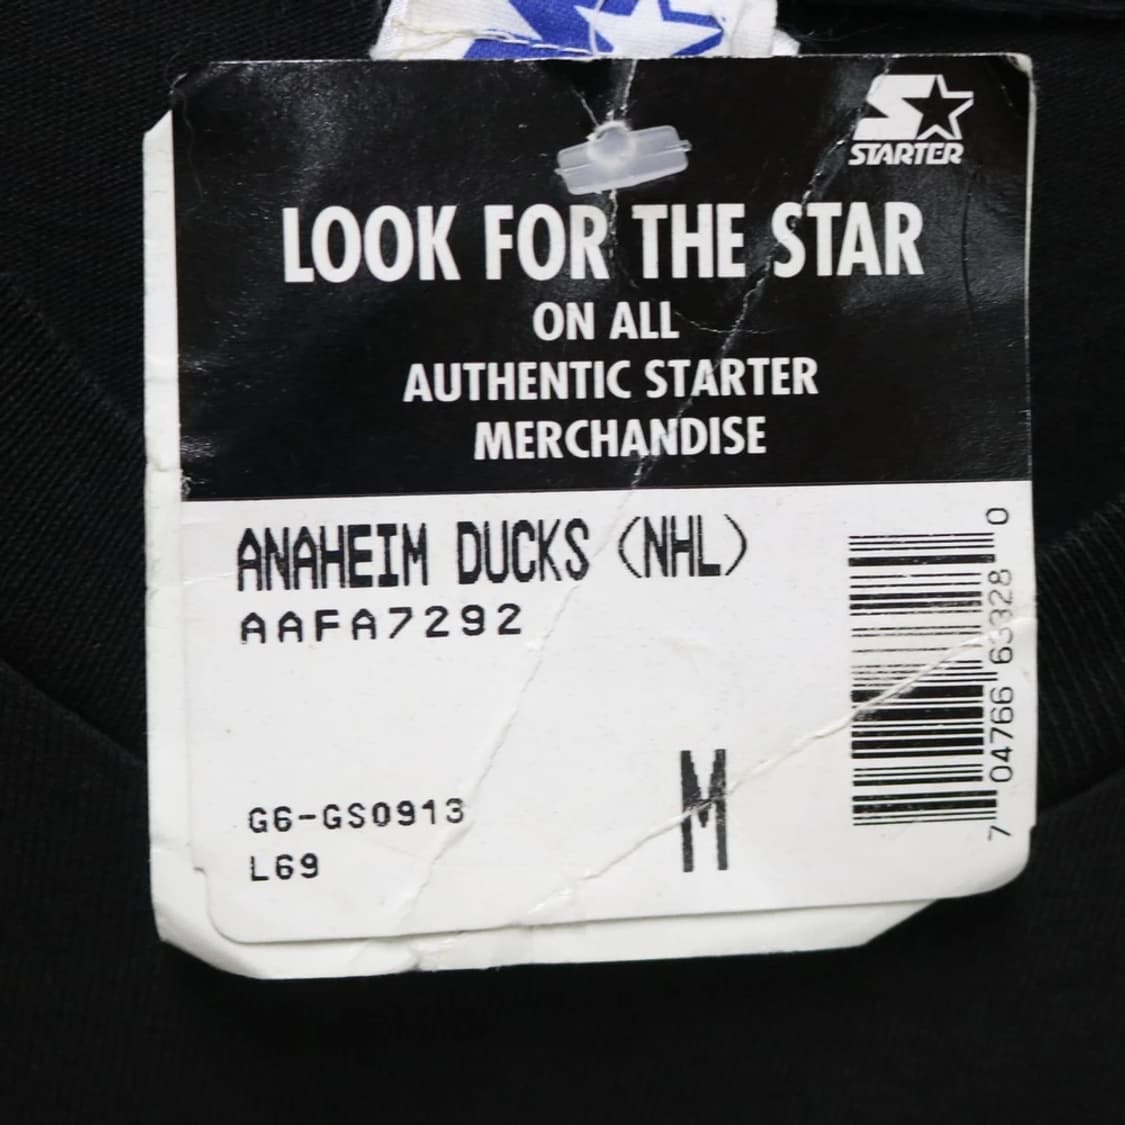 STARTER
LOOK FOR THE STAR
ON ALL
AUTHENTIC STARTER
MERCHANDISE
ANAHEIM DUCKS (NHL)
AAFA7292
G6-GS0913
L69
M
7 04766 63328 0